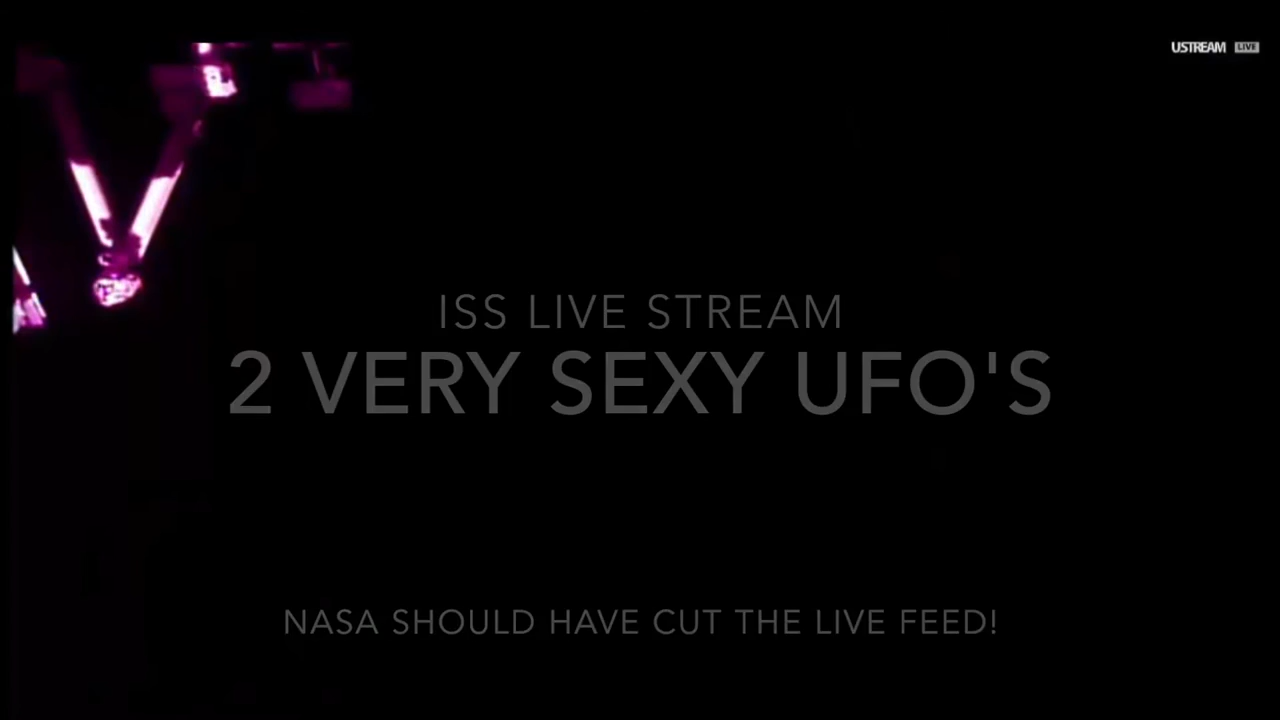 USTREAM LIVE
ISS LIVE STREAM
2 VERY SEXY UFO'S
NASA SHOULD HAVE CUT THE LIVE FEED!